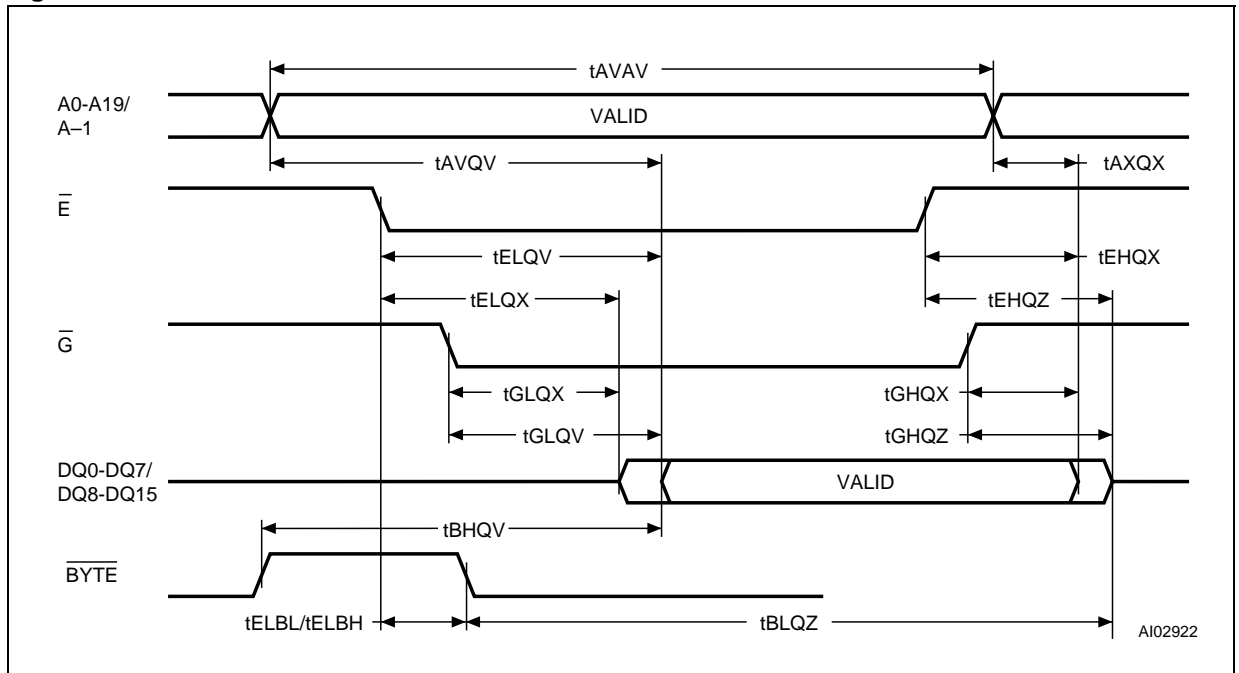 tAVAV
A0-A19/
A–1
VALID
tAVQV
tAXQX
E
tELQV
tEHQX
tELQX
tEHQZ
G
tGLQX
tGHQX
tGLQV
tGHQZ
DQ0-DQ7/
DQ8-DQ15
VALID
tBHQV
BYTE
tELBL/tELBH
tBLQZ
AI02922